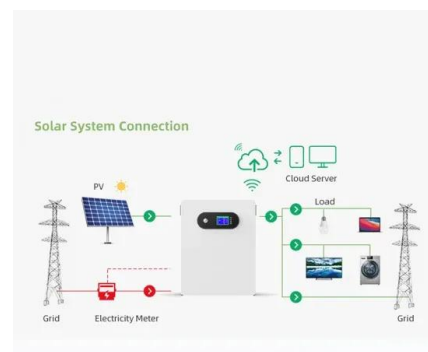 Solar System Connection
Cloud Server
PV
Load
Grid
Electricity Meter
Grid